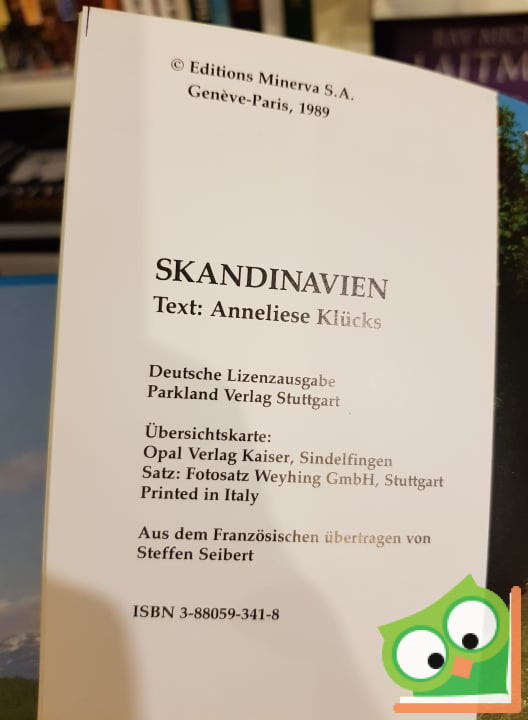 © Editions Minerva S.A.
Genève-Paris, 1989
SKANDINAVIEN
Text: Anneliese Klücks
Deutsche Lizenzausgabe
Parkland Verlag Stuttgart
Übersichtskarte:
Opal Verlag Kaiser, Sindelfingen
Satz: Fotosatz Weyhing GmbH, Stuttgart
Printed in Italy
Aus dem Französischen übertragen von
Steffen Seibert
ISBN 3-88059-341-8